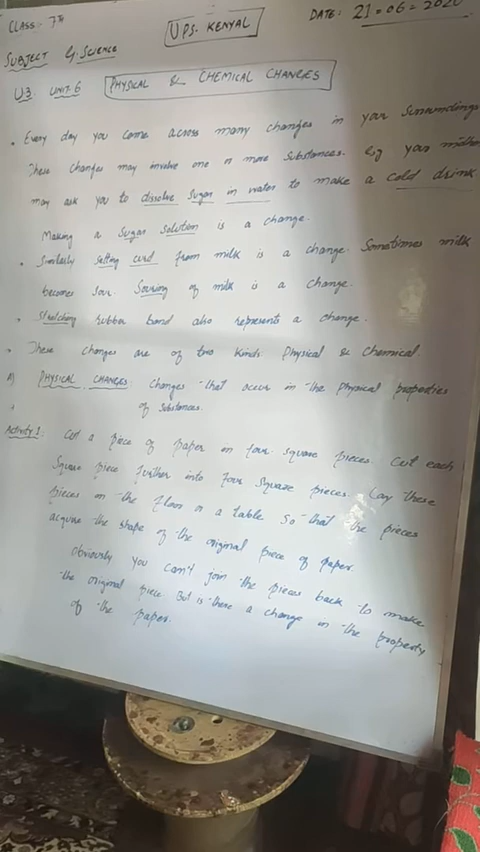 CLASS: 7TH
UPS. KENYAL
DATE: 21=06=2020
SUBJECT G. SCIENCE
U3. UNIT: 6 PHYSICAL & CHEMICAL CHANGES
• Every day you come across many changes in your surroundings
These changes may involve one or more substances. e.g your mother
may ask you to dissolve sugar in water to make a cold drink.
Making a sugar solution is a change.
• Similarly setting curd from milk is a change. Sometimes milk
becomes sour. Souring of milk is a change.
• Stretching rubber band also represents a change.
• These changes are of two kinds: Physical & Chemical.
A) PHYSICAL CHANGES: Changes that occur in the physical properties
of substances.
Activity 1: Cut a piece of paper in four square pieces. Cut each
square piece further into four square pieces. Lay these
pieces on the floor or a table so that the pieces
acquire the shape of the original piece of paper.
Obviously you can't join the pieces back to make
the original piece. But is there a change in the property
of the paper.